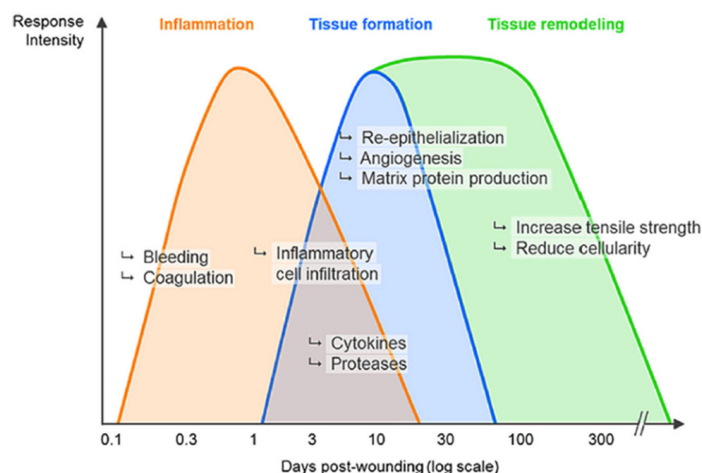 Response
Intensity
Inflammation
Tissue formation
Tissue remodeling
↳ Re-epithelialization
↳ Angiogenesis
↳ Matrix protein production
↳ Increase tensile strength
↳ Reduce cellularity
↳ Bleeding
↳ Coagulation
↳ Inflammatory
cell infiltration
↳ Cytokines
↳ Proteases
0.1 0.3 1 3 10 30 100 300
Days post-wounding (log scale)